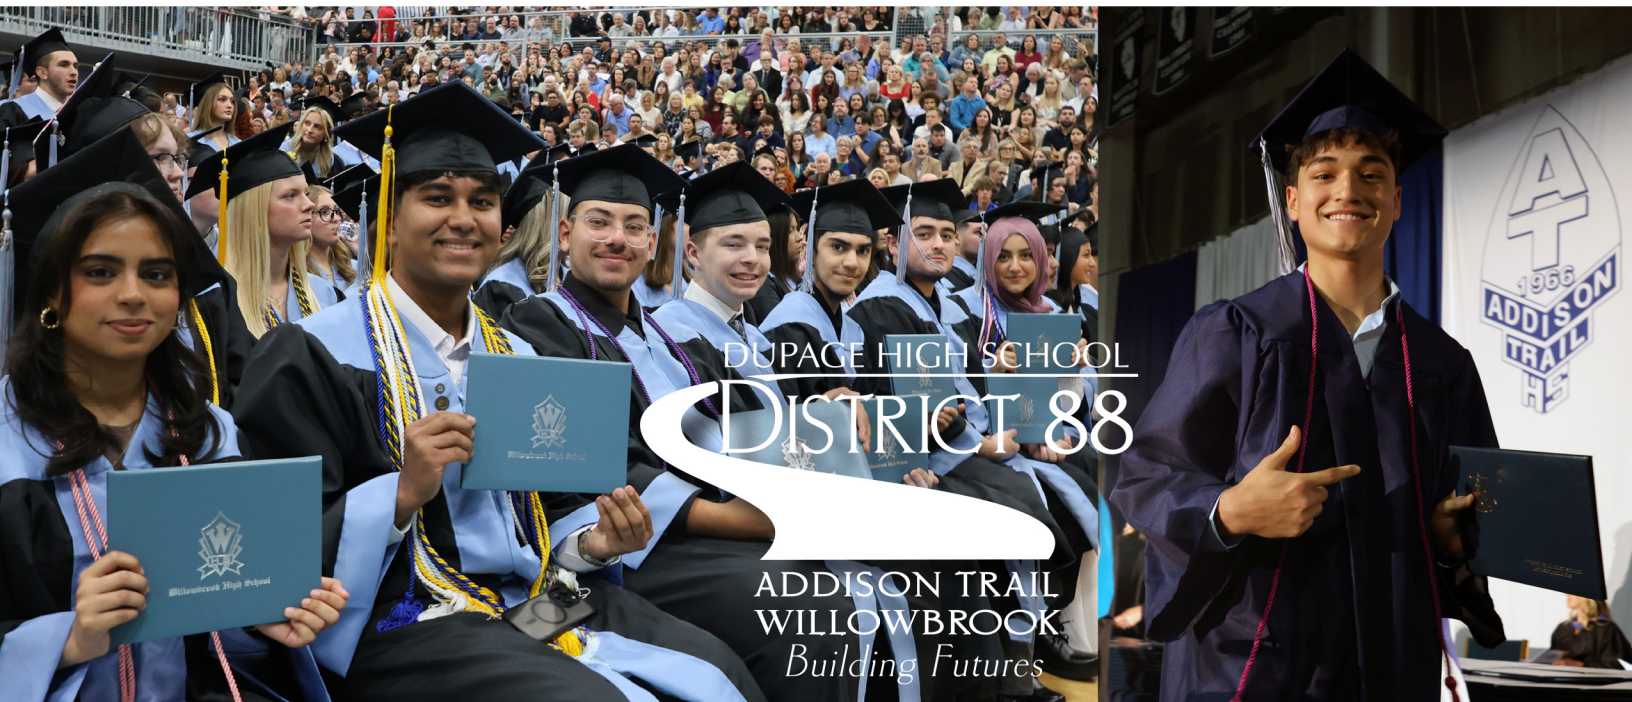 DUPAGE HIGH SCHOOL
DISTRICT 88
ADDISON TRAIL
WILLOWBROOK
Building Futures
Willowbrook High School
Willowbrook High School
AT
1966
ADDISON
TRAIL
HS